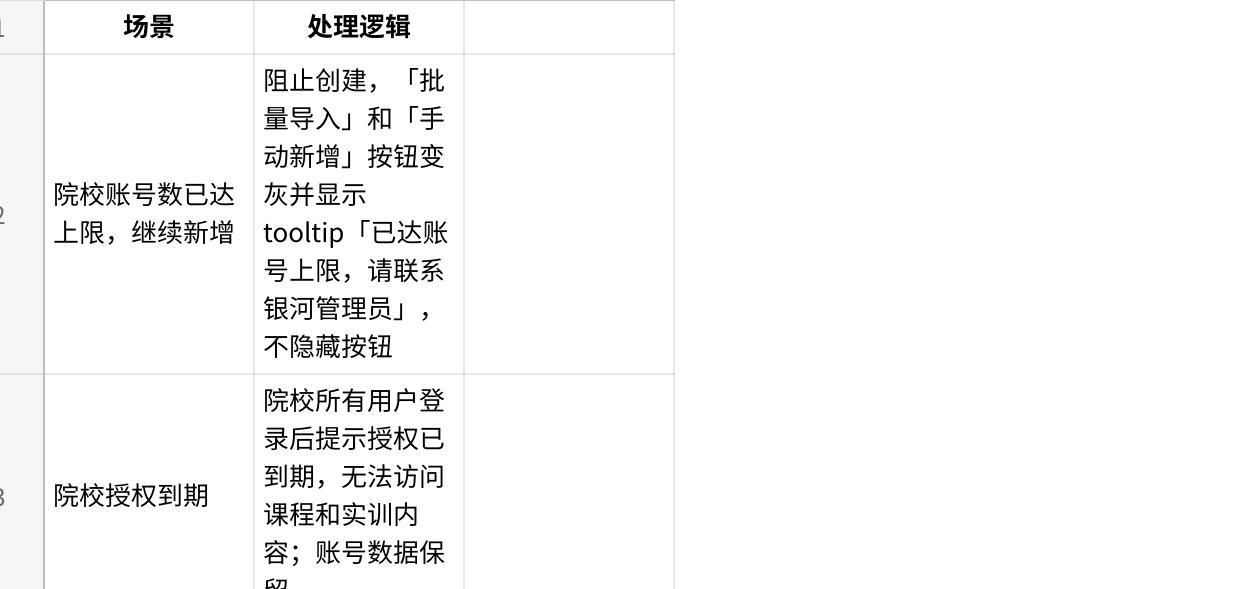 场景
处理逻辑
2
院校账号数已达
上限，继续新增
阻止创建，「批
量导入」和「手
动新增」按钮变
灰并显示
tooltip「已达账
号上限，请联系
银河管理员」，
不隐藏按钮
院校授权到期
院校所有用户登
录后提示授权已
到期，无法访问
课程和实训内
容；账号数据保